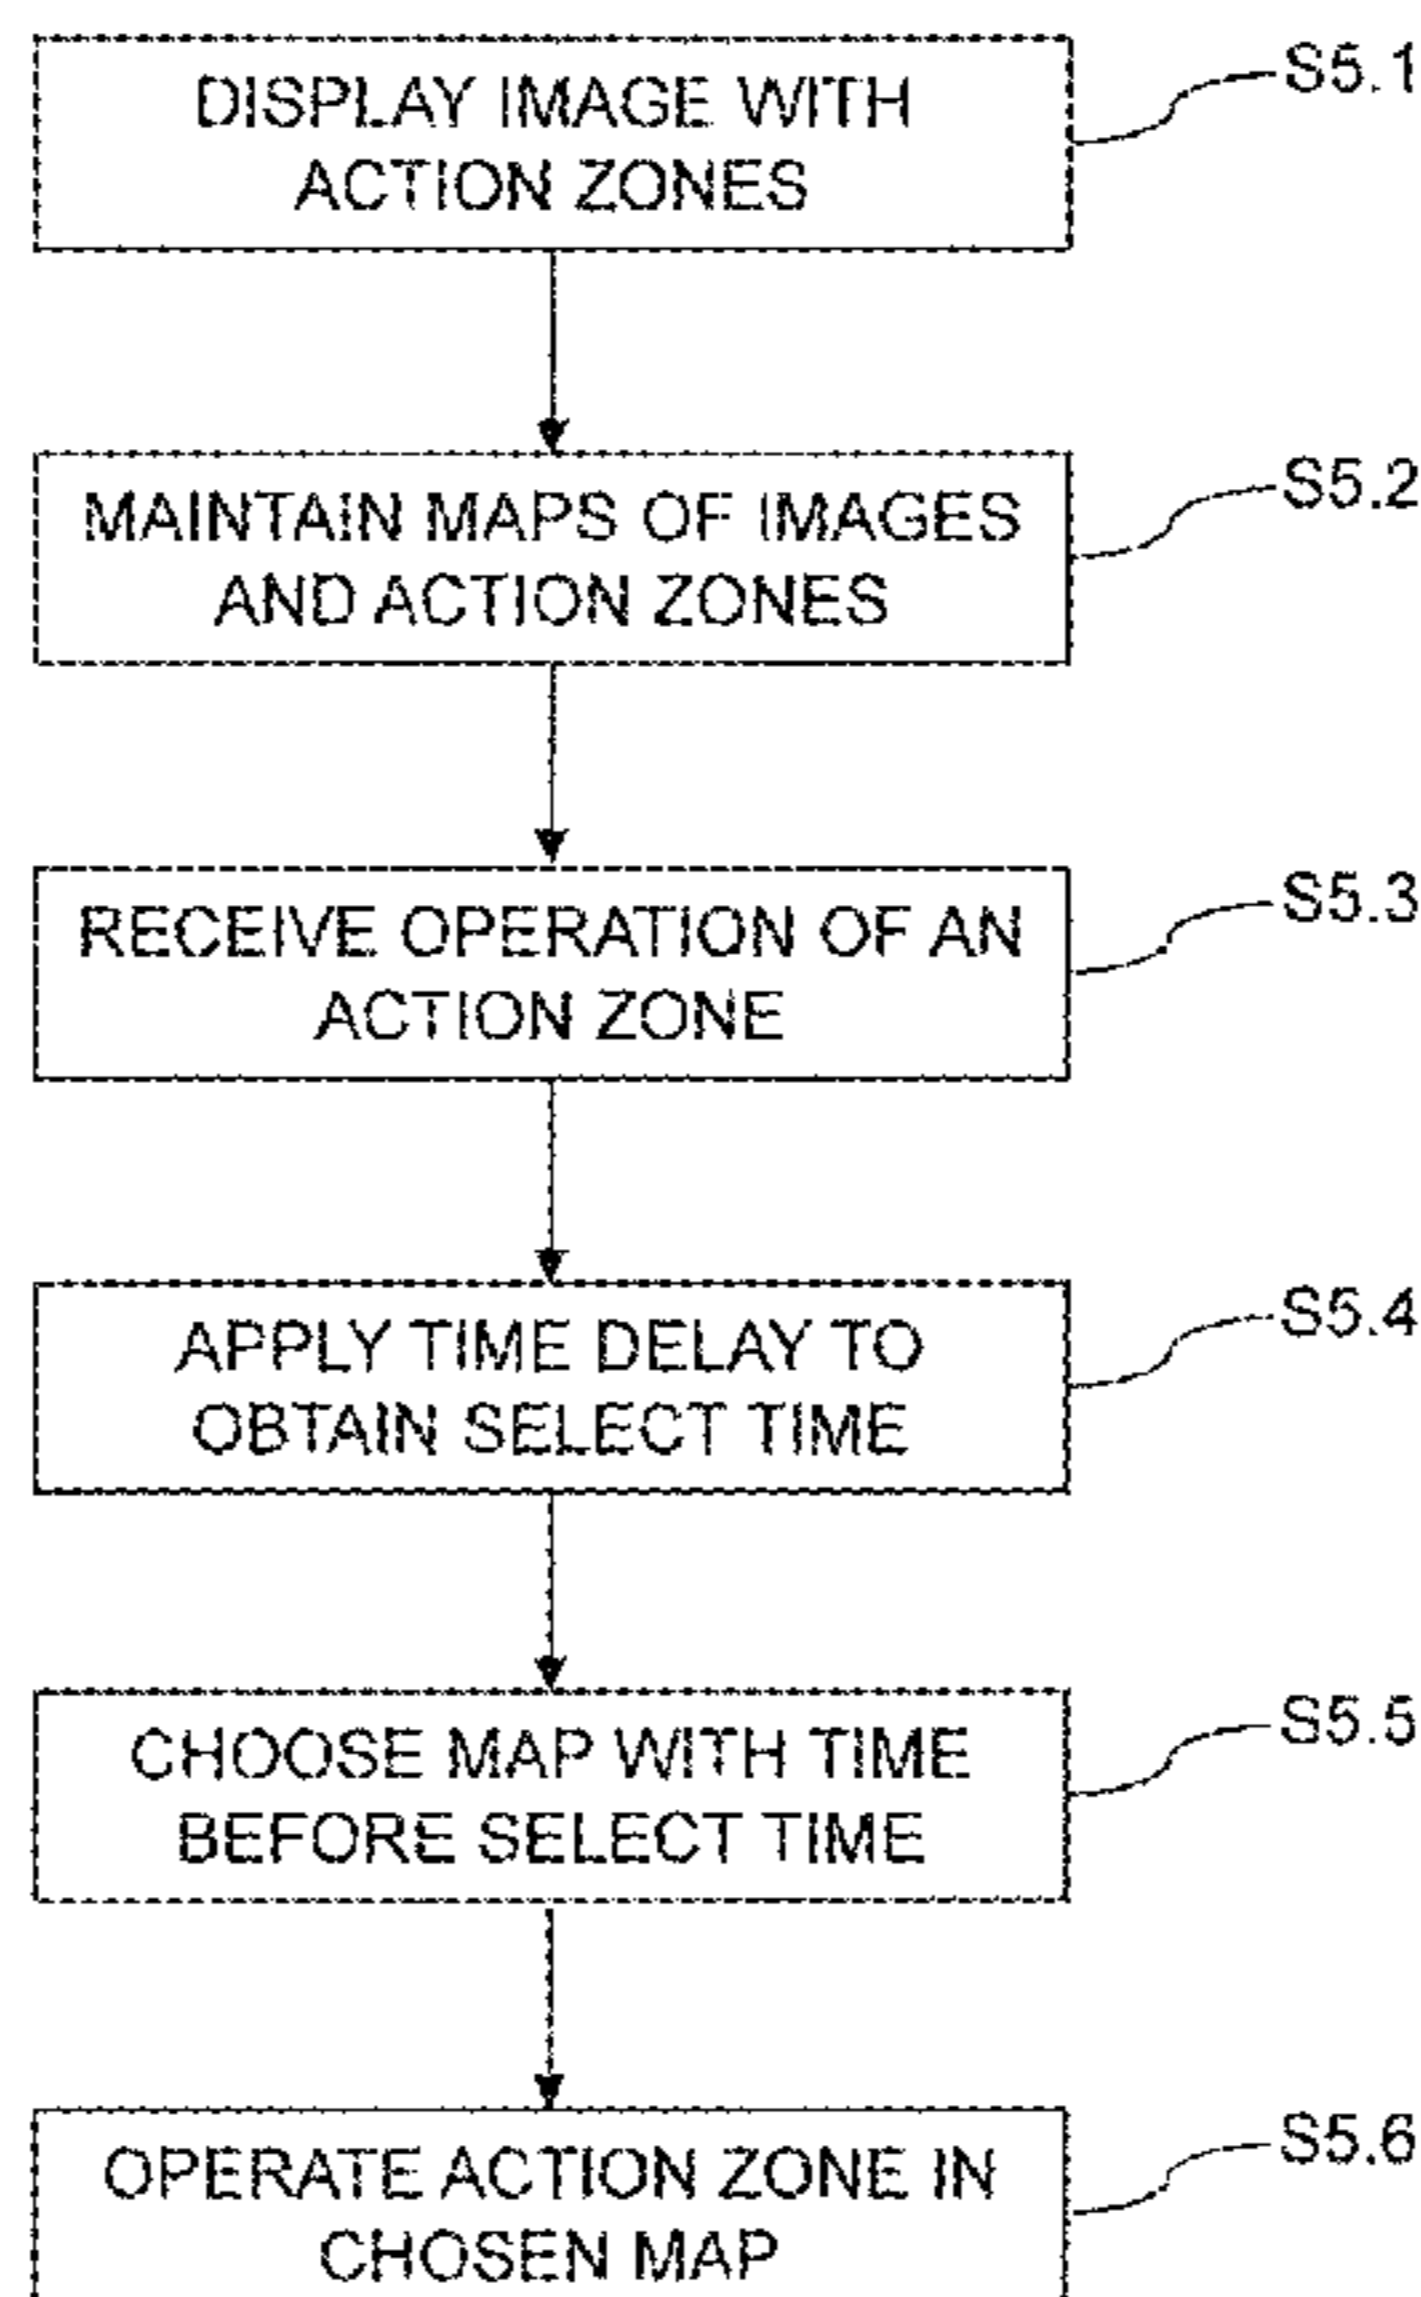 DISPLAY IMAGE WITH
ACTION ZONES
S5.1
MAINTAIN MAPS OF IMAGES
AND ACTION ZONES
S5.2
RECEIVE OPERATION OF AN
ACTION ZONE
S5.3
APPLY TIME DELAY TO
OBTAIN SELECT TIME
S5.4
CHOOSE MAP WITH TIME
BEFORE SELECT TIME
S5.5
OPERATE ACTION ZONE IN
CHOSEN MAP
S5.6